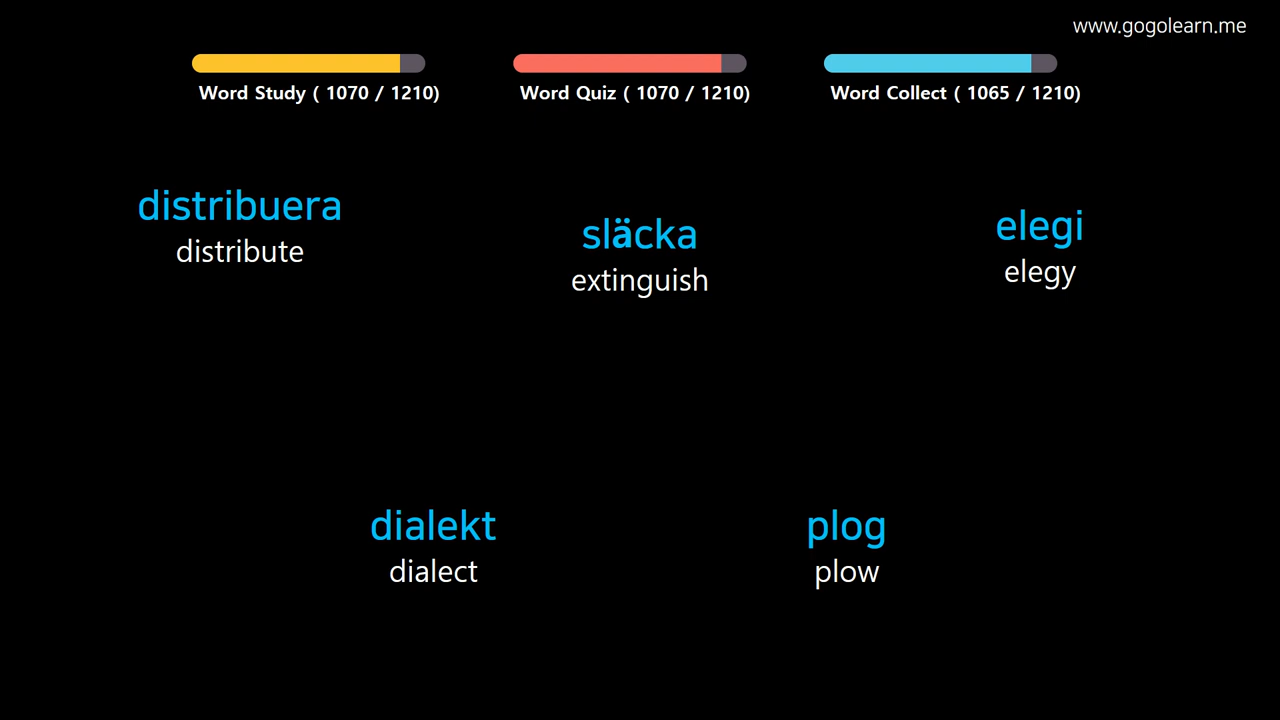 www.gogolearn.me
Word Study ( 1070 / 1210)
Word Quiz ( 1070 / 1210)
Word Collect ( 1065 / 1210)
distribuera
distribute
släcka
extinguish
elegi
elegy
dialekt
dialect
plog
plow